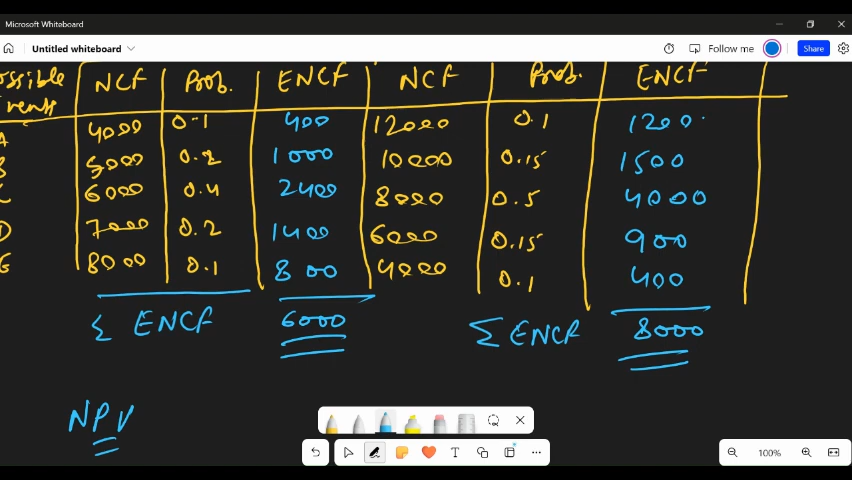 Microsoft Whiteboard
Untitled whiteboard
Follow me
Share
ossible NCF Prob. ENCF NCF Prob. ENCF
vents
A 4000 0.1 400 12000 0.1 1200
B 5000 0.2 1000 10000 0.15 1500
C 6000 0.4 2400 8000 0.5 4000
D 7000 0.2 1400 6000 0.15 900
E 8000 0.1 800 4000 0.1 400
Σ ENCF 6000 Σ ENCF 8000
NPV
T
100%